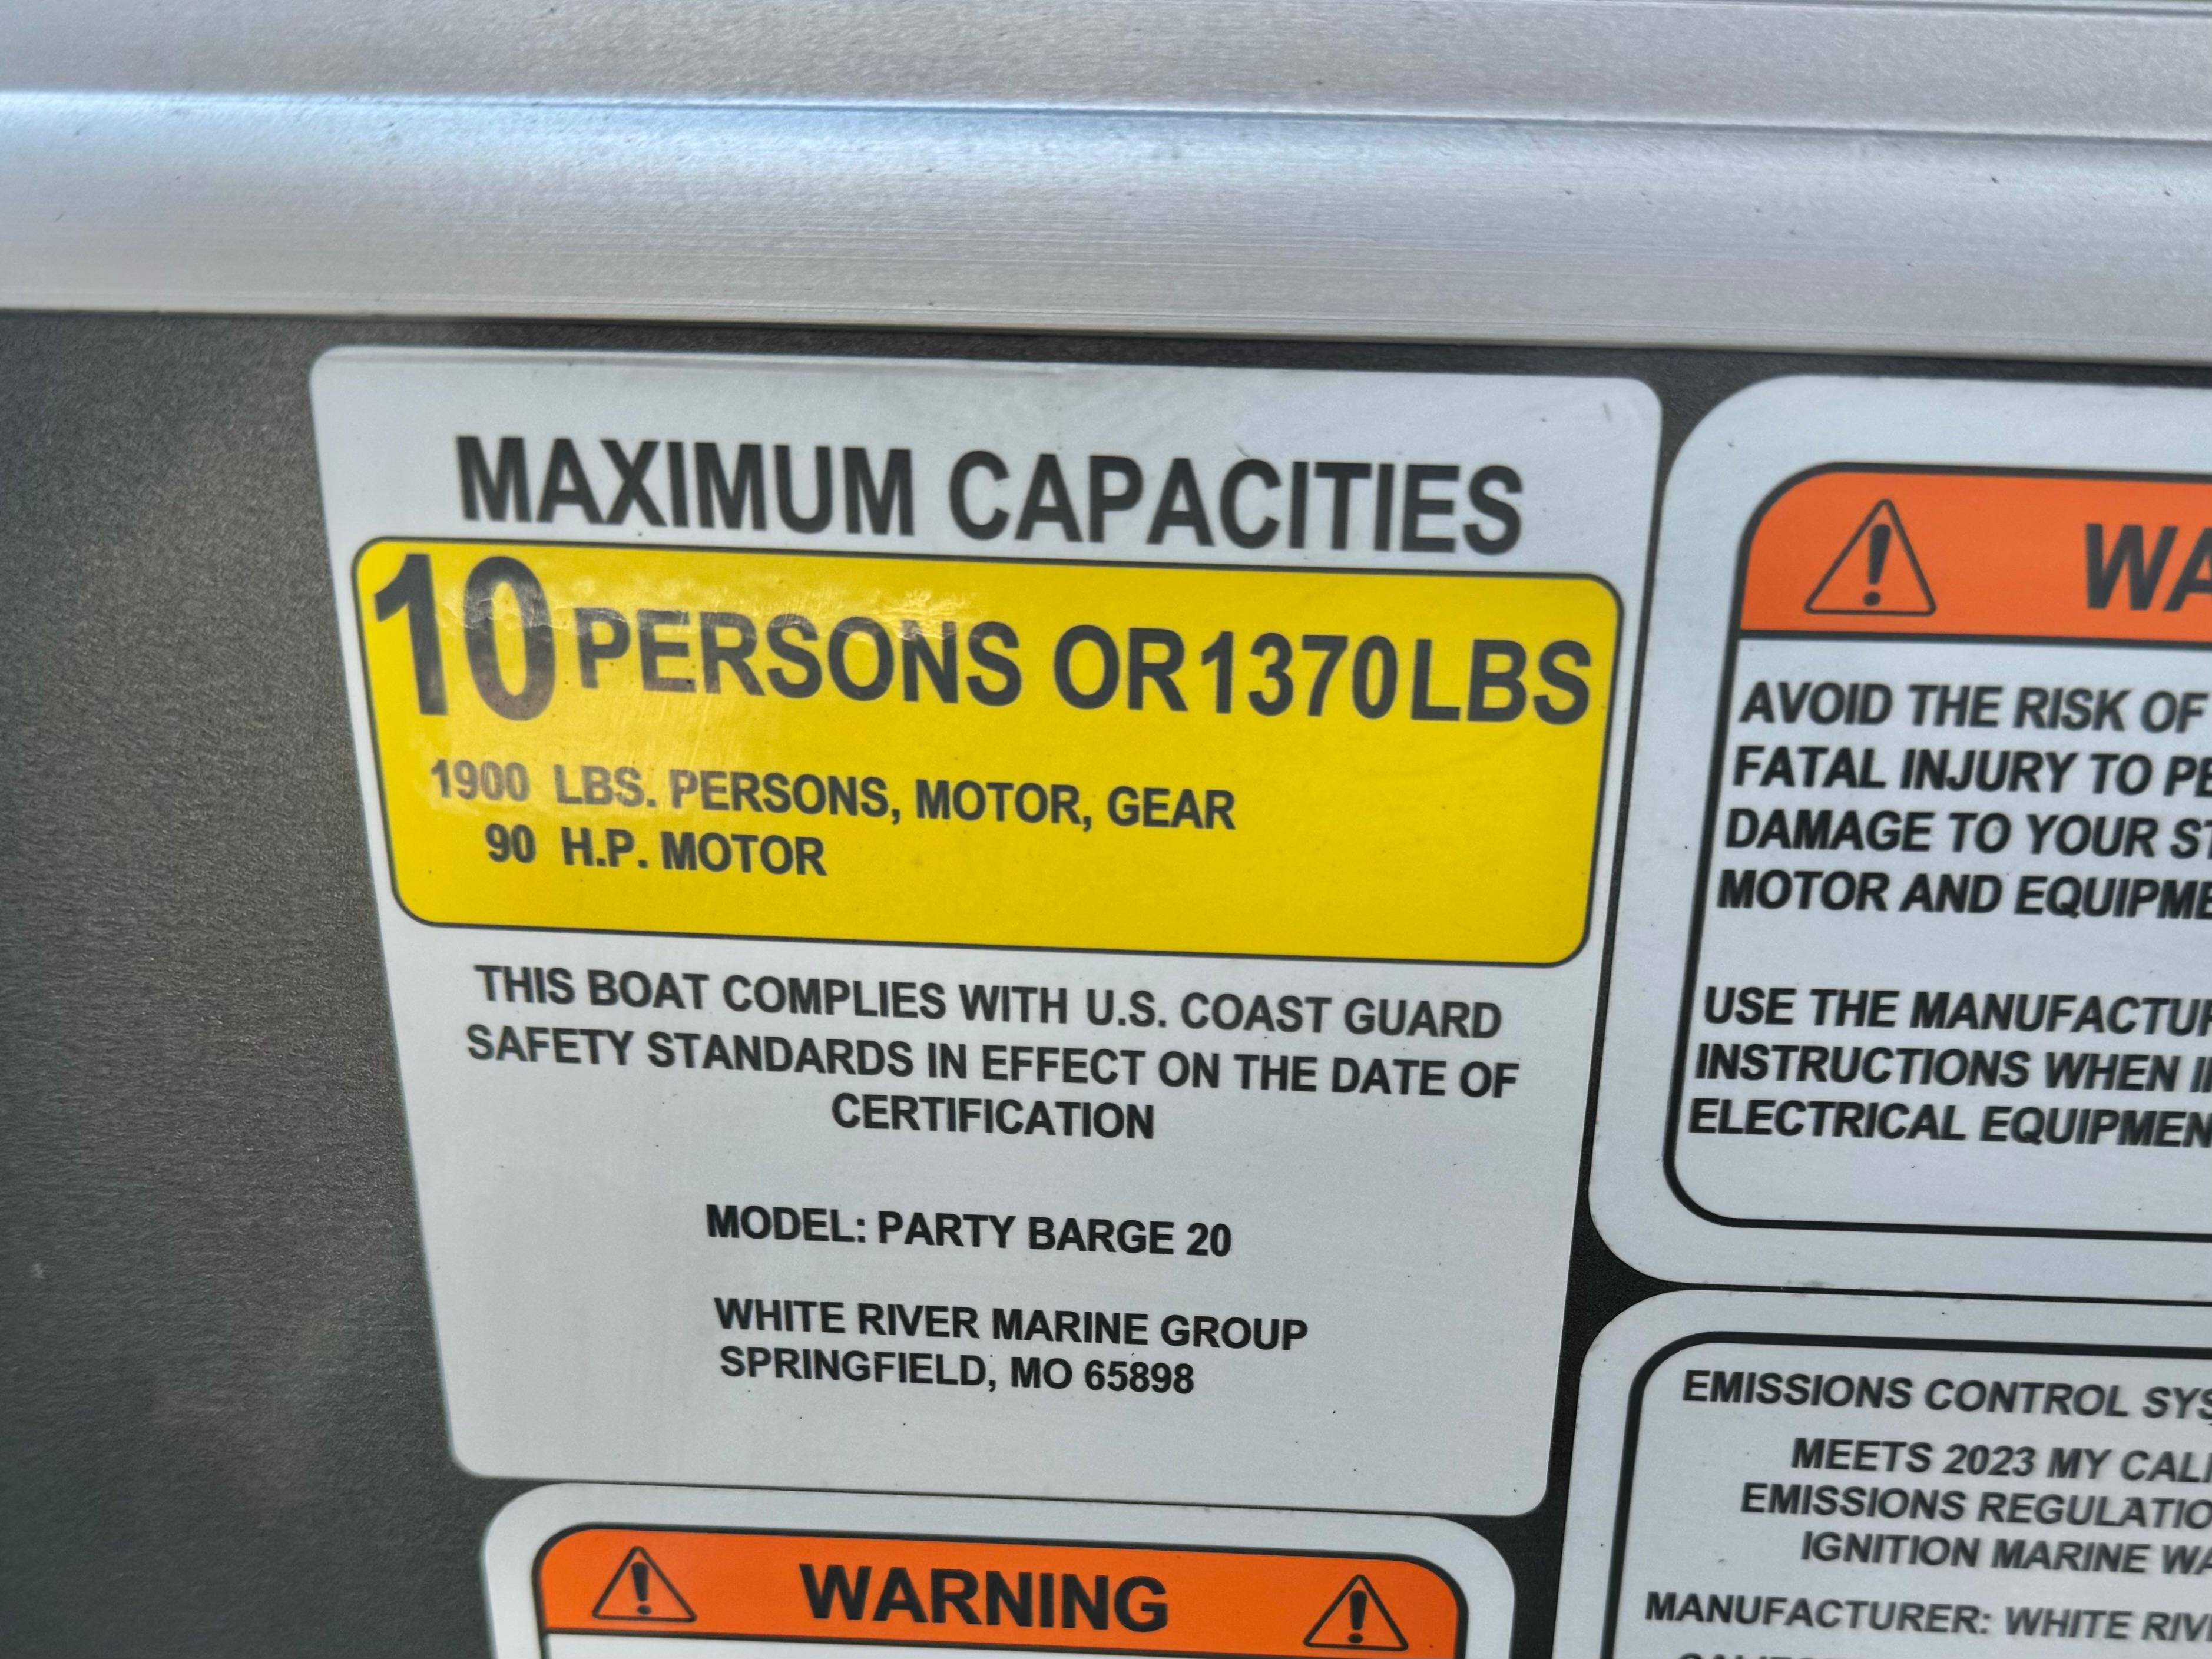 MAXIMUM CAPACITIES
10 PERSONS OR 1370 LBS
1900 LBS. PERSONS, MOTOR, GEAR
90 H.P. MOTOR
THIS BOAT COMPLIES WITH U.S. COAST GUARD
SAFETY STANDARDS IN EFFECT ON THE DATE OF
CERTIFICATION
MODEL: PARTY BARGE 20
WHITE RIVER MARINE GROUP
SPRINGFIELD, MO 65898
WARNING
AVOID THE RISK OF
FATAL INJURY TO
DAMAGE TO YOUR
MOTOR AND
USE THE
INSTRUCTIONS WHEN
ELECTRICAL
EMISSIONS CONTROL
MEETS 2023 MY
EMISSIONS
IGNITION MARINE
MANUFACTURER: WHITE